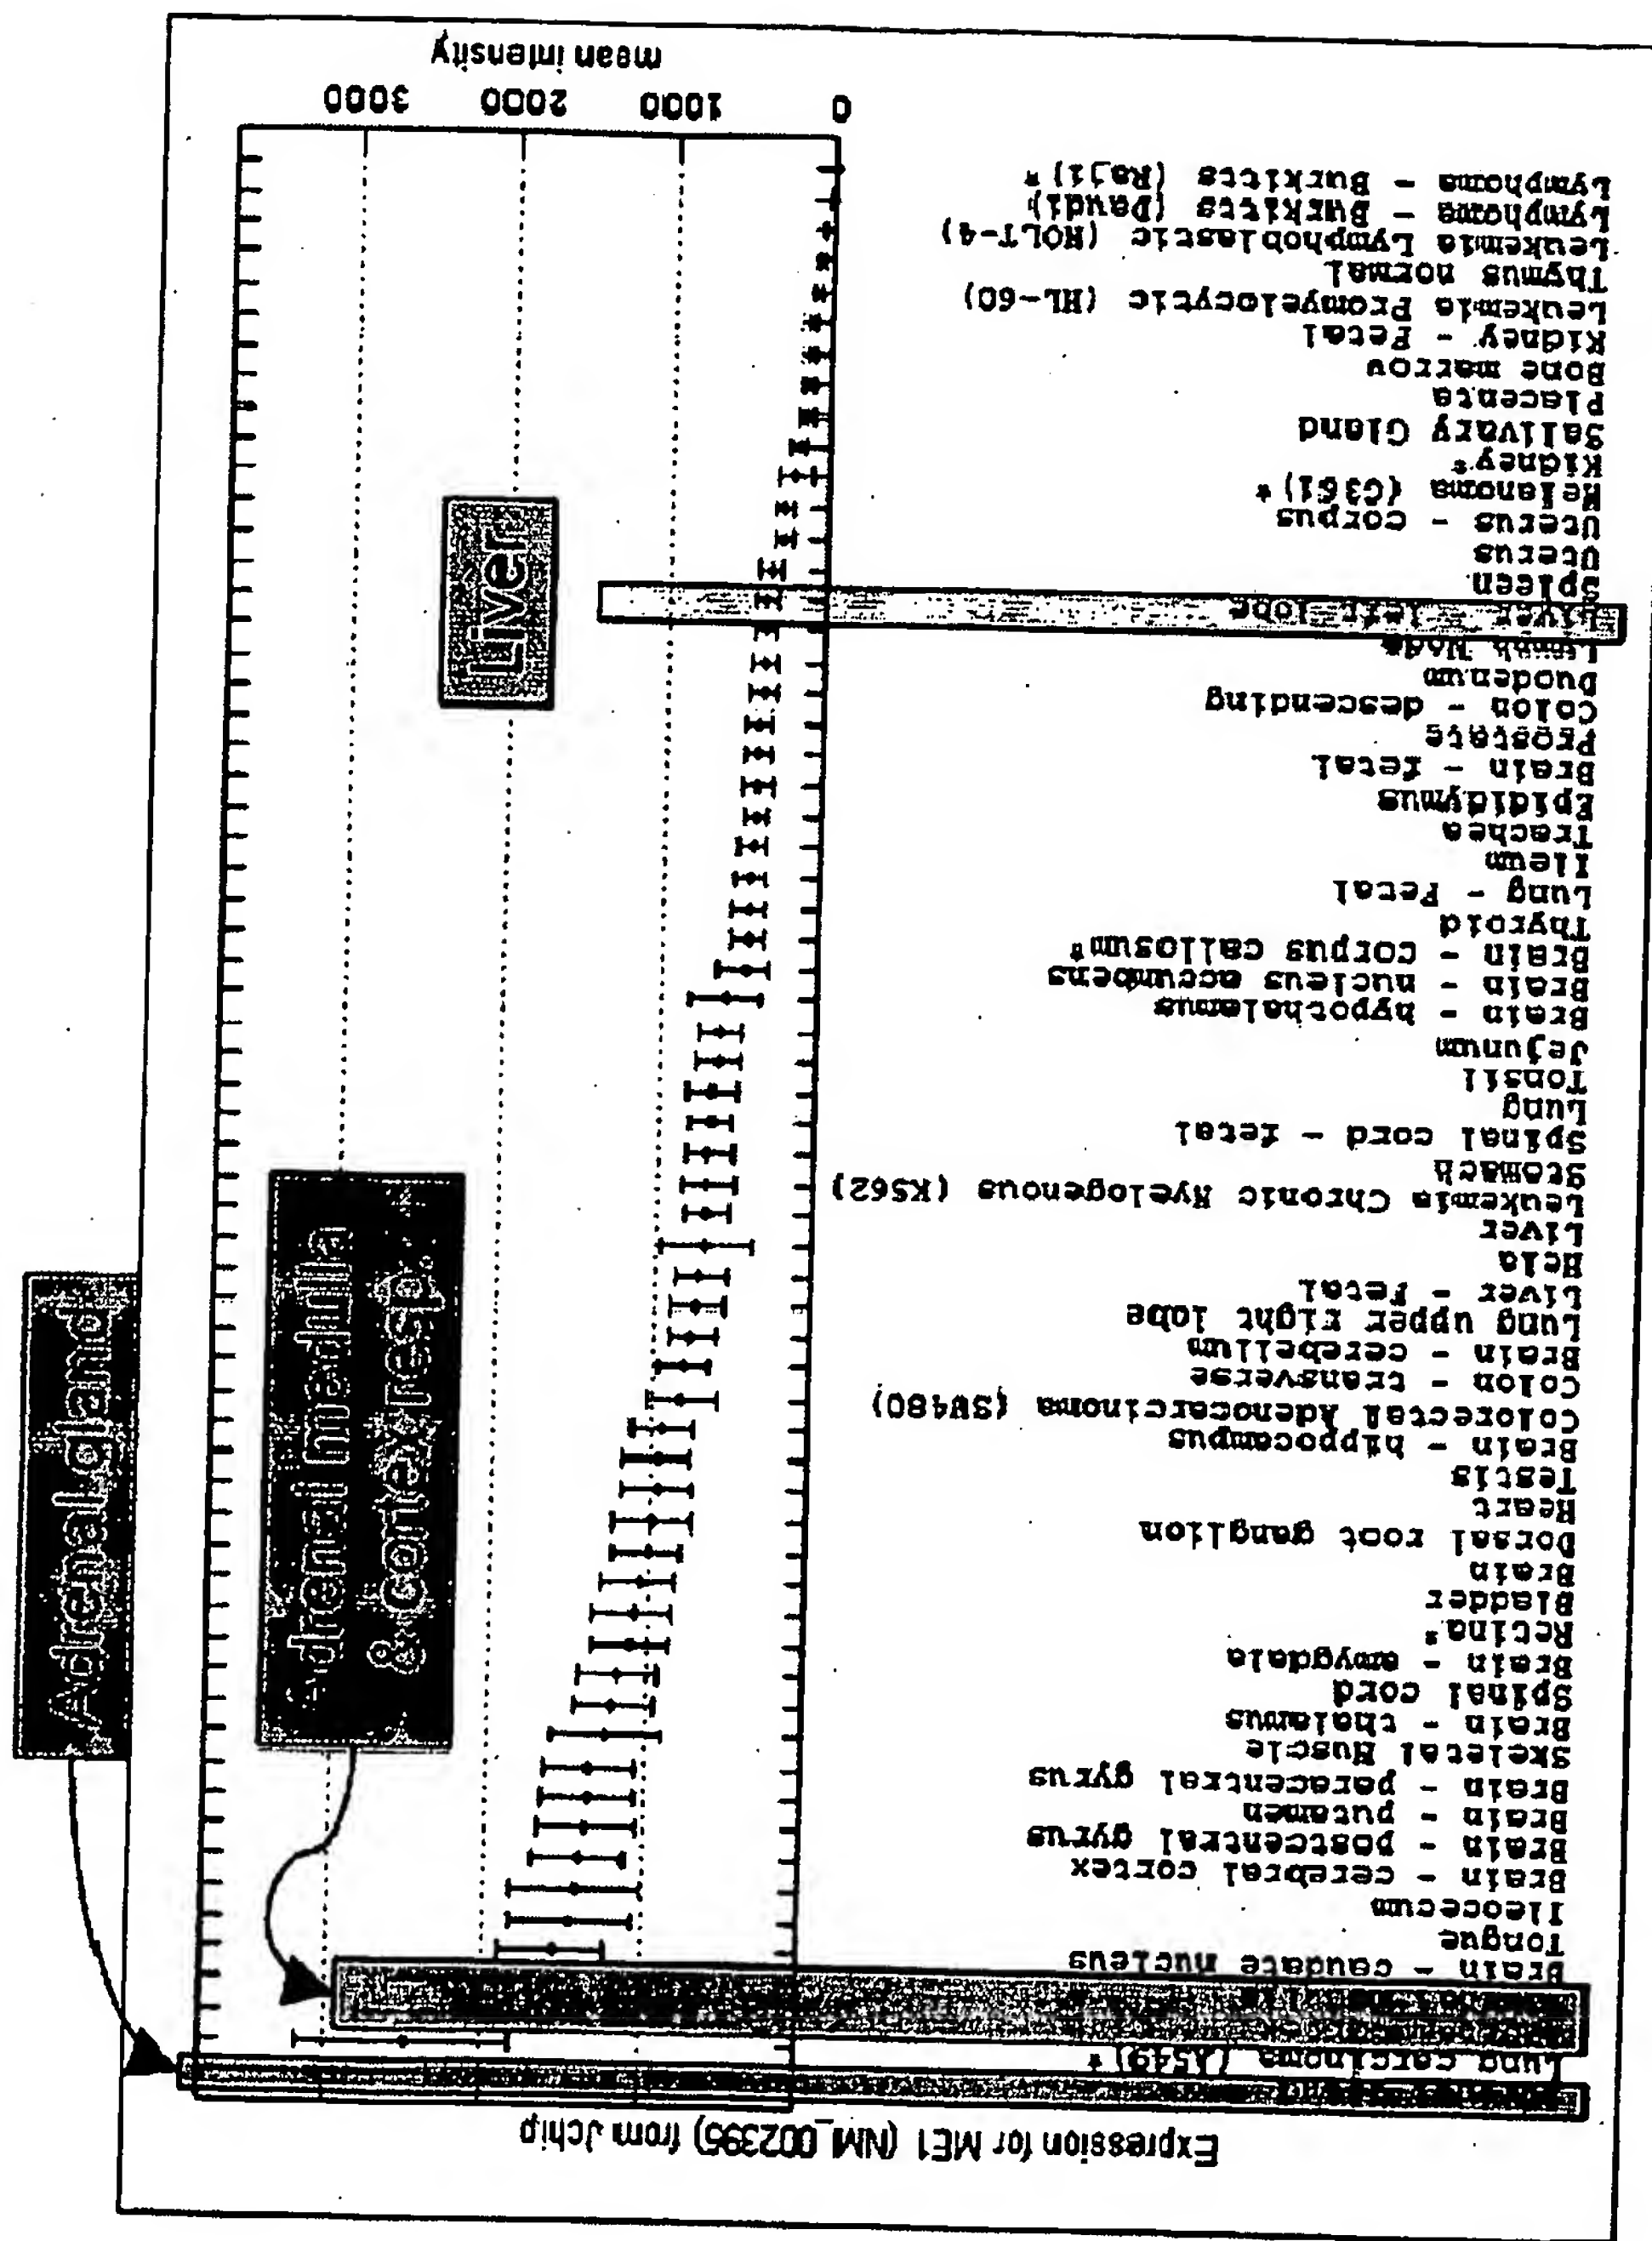 Expression for ME1 (NM_002395) from Jchip
Lung carcinoma (A549)*
Brain - caudate nucleus
Tongue
Ileocecum
Brain - cerebral cortex
Brain - postcentral gyrus
Brain - putamen
Brain - paracentral gyrus
Skeletal Muscle
Brain - thalamus
Spinal cord
Brain - amygdala
Retina*
Bladder
Brain
Dorsal root ganglion
Heart
Testis
Brain - hippocampus
Colorectal Adenocarcinoma (SW480)
Colon - transverse
Brain - cerebellum
Lung upper right lobe
Liver - Fetal
Hela
Liver
Leukemia Chronic Myelogenous (K562)
Stomach
Spinal cord - fetal
Lung
Tonsil
Jejunum
Brain - hypothalamus
Brain - nucleus accumbens
Brain - corpus callosum*
Thyroid
Lung - Fetal
Ileum
Trachea
Epididymus
Brain - fetal
Prostate
Colon - descending
Duodenum
Lymph Node
Liver - left lobe
Spleen
Uterus
Uterus - corpus
Melanoma (G361)*
Kidney*
Salivary Gland
Placenta
Bone marrow
Kidney - Fetal
Leukemia Promyelocytic (HL-60)
Thymus normal
Leukemia Lymphoblastic (MOLT-4)
Lymphoma - Burkitts (Daudi)
Lymphoma - Burkitts (Raji)*
0
1000
2000
3000
mean intensity
Adrenal gland
Adrenal medulla
& cortex resp.
Liver